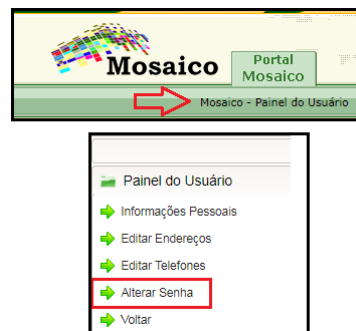 Mosaico
Portal
Mosaico
Mosaico - Painel do Usuário
Painel do Usuário
Informações Pessoais
Editar Endereços
Editar Telefones
Alterar Senha
Voltar